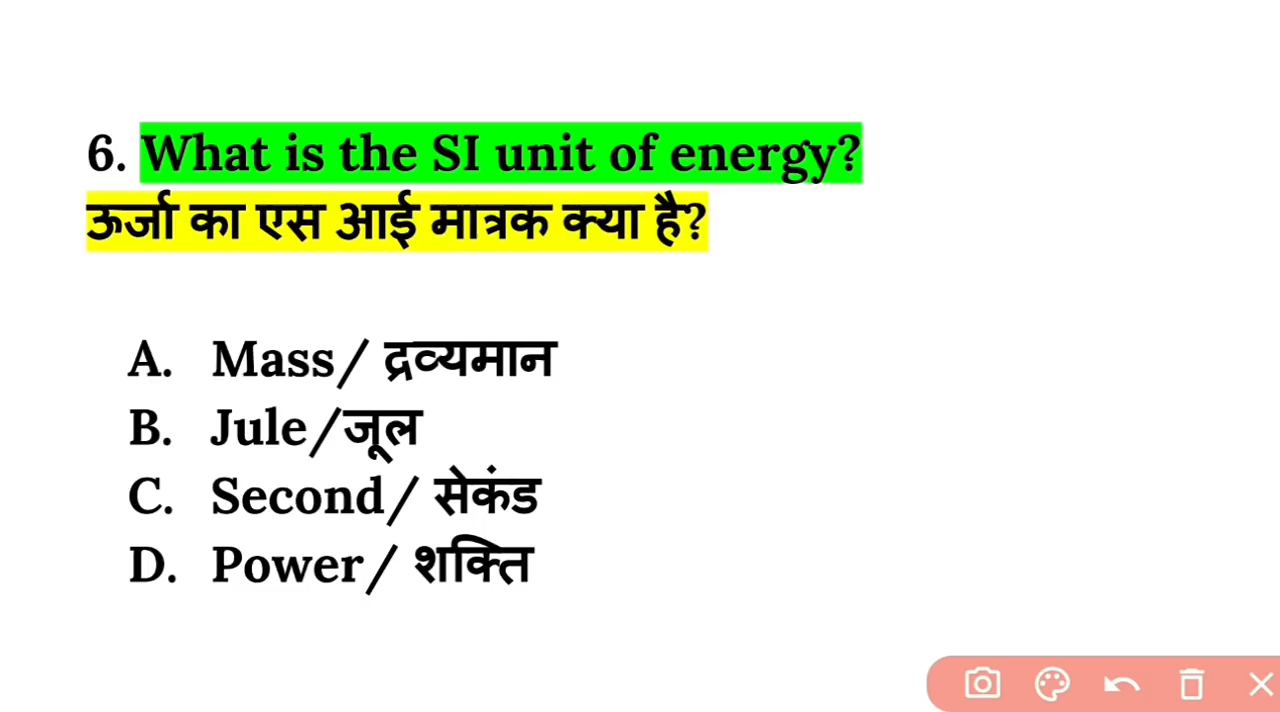 6. What is the SI unit of energy?
ऊर्जा का एस आई मात्रक क्या है?
A. Mass/ द्रव्यमान
B. Jule/जूल
C. Second/ सेकंड
D. Power/ शक्ति